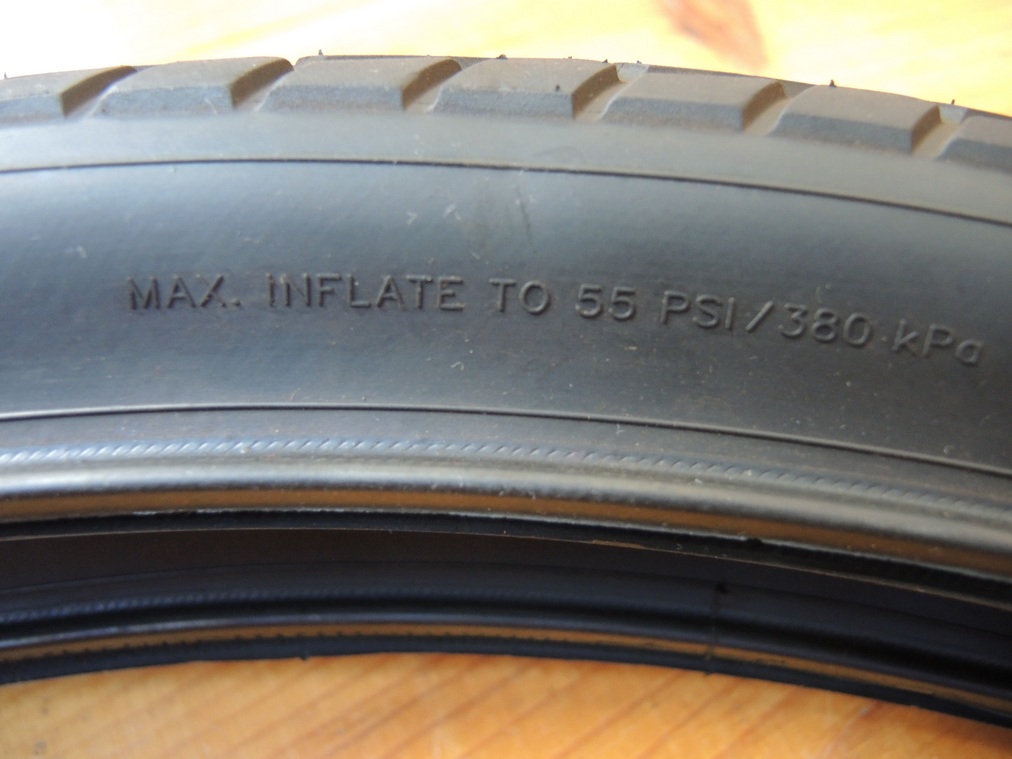 MAX. INFLATE TO 55 PSI/380 kPa